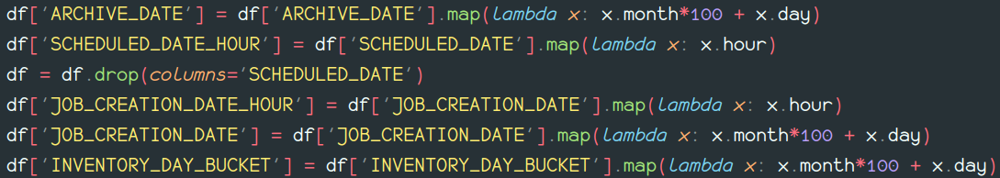 df['ARCHIVE_DATE'] = df['ARCHIVE_DATE'].map(lambda x: x.month*100 + x.day)
df['SCHEDULED_DATE_HOUR'] = df['SCHEDULED_DATE'].map(lambda x: x.hour)
df = df.drop(columns='SCHEDULED_DATE')
df['JOB_CREATION_DATE_HOUR'] = df['JOB_CREATION_DATE'].map(lambda x: x.hour)
df['JOB_CREATION_DATE'] = df['JOB_CREATION_DATE'].map(lambda x: x.month*100 + x.day)
df['INVENTORY_DAY_BUCKET'] = df['INVENTORY_DAY_BUCKET'].map(lambda x: x.month*100 + x.day)